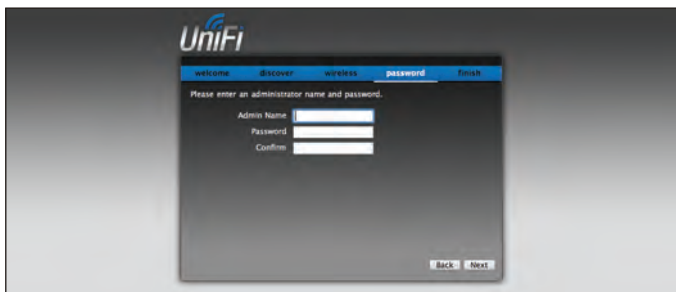 UniFi
welcome discover wireless password finish
Please enter an administrator name and password.
Admin Name
Password
Confirm
Back Next